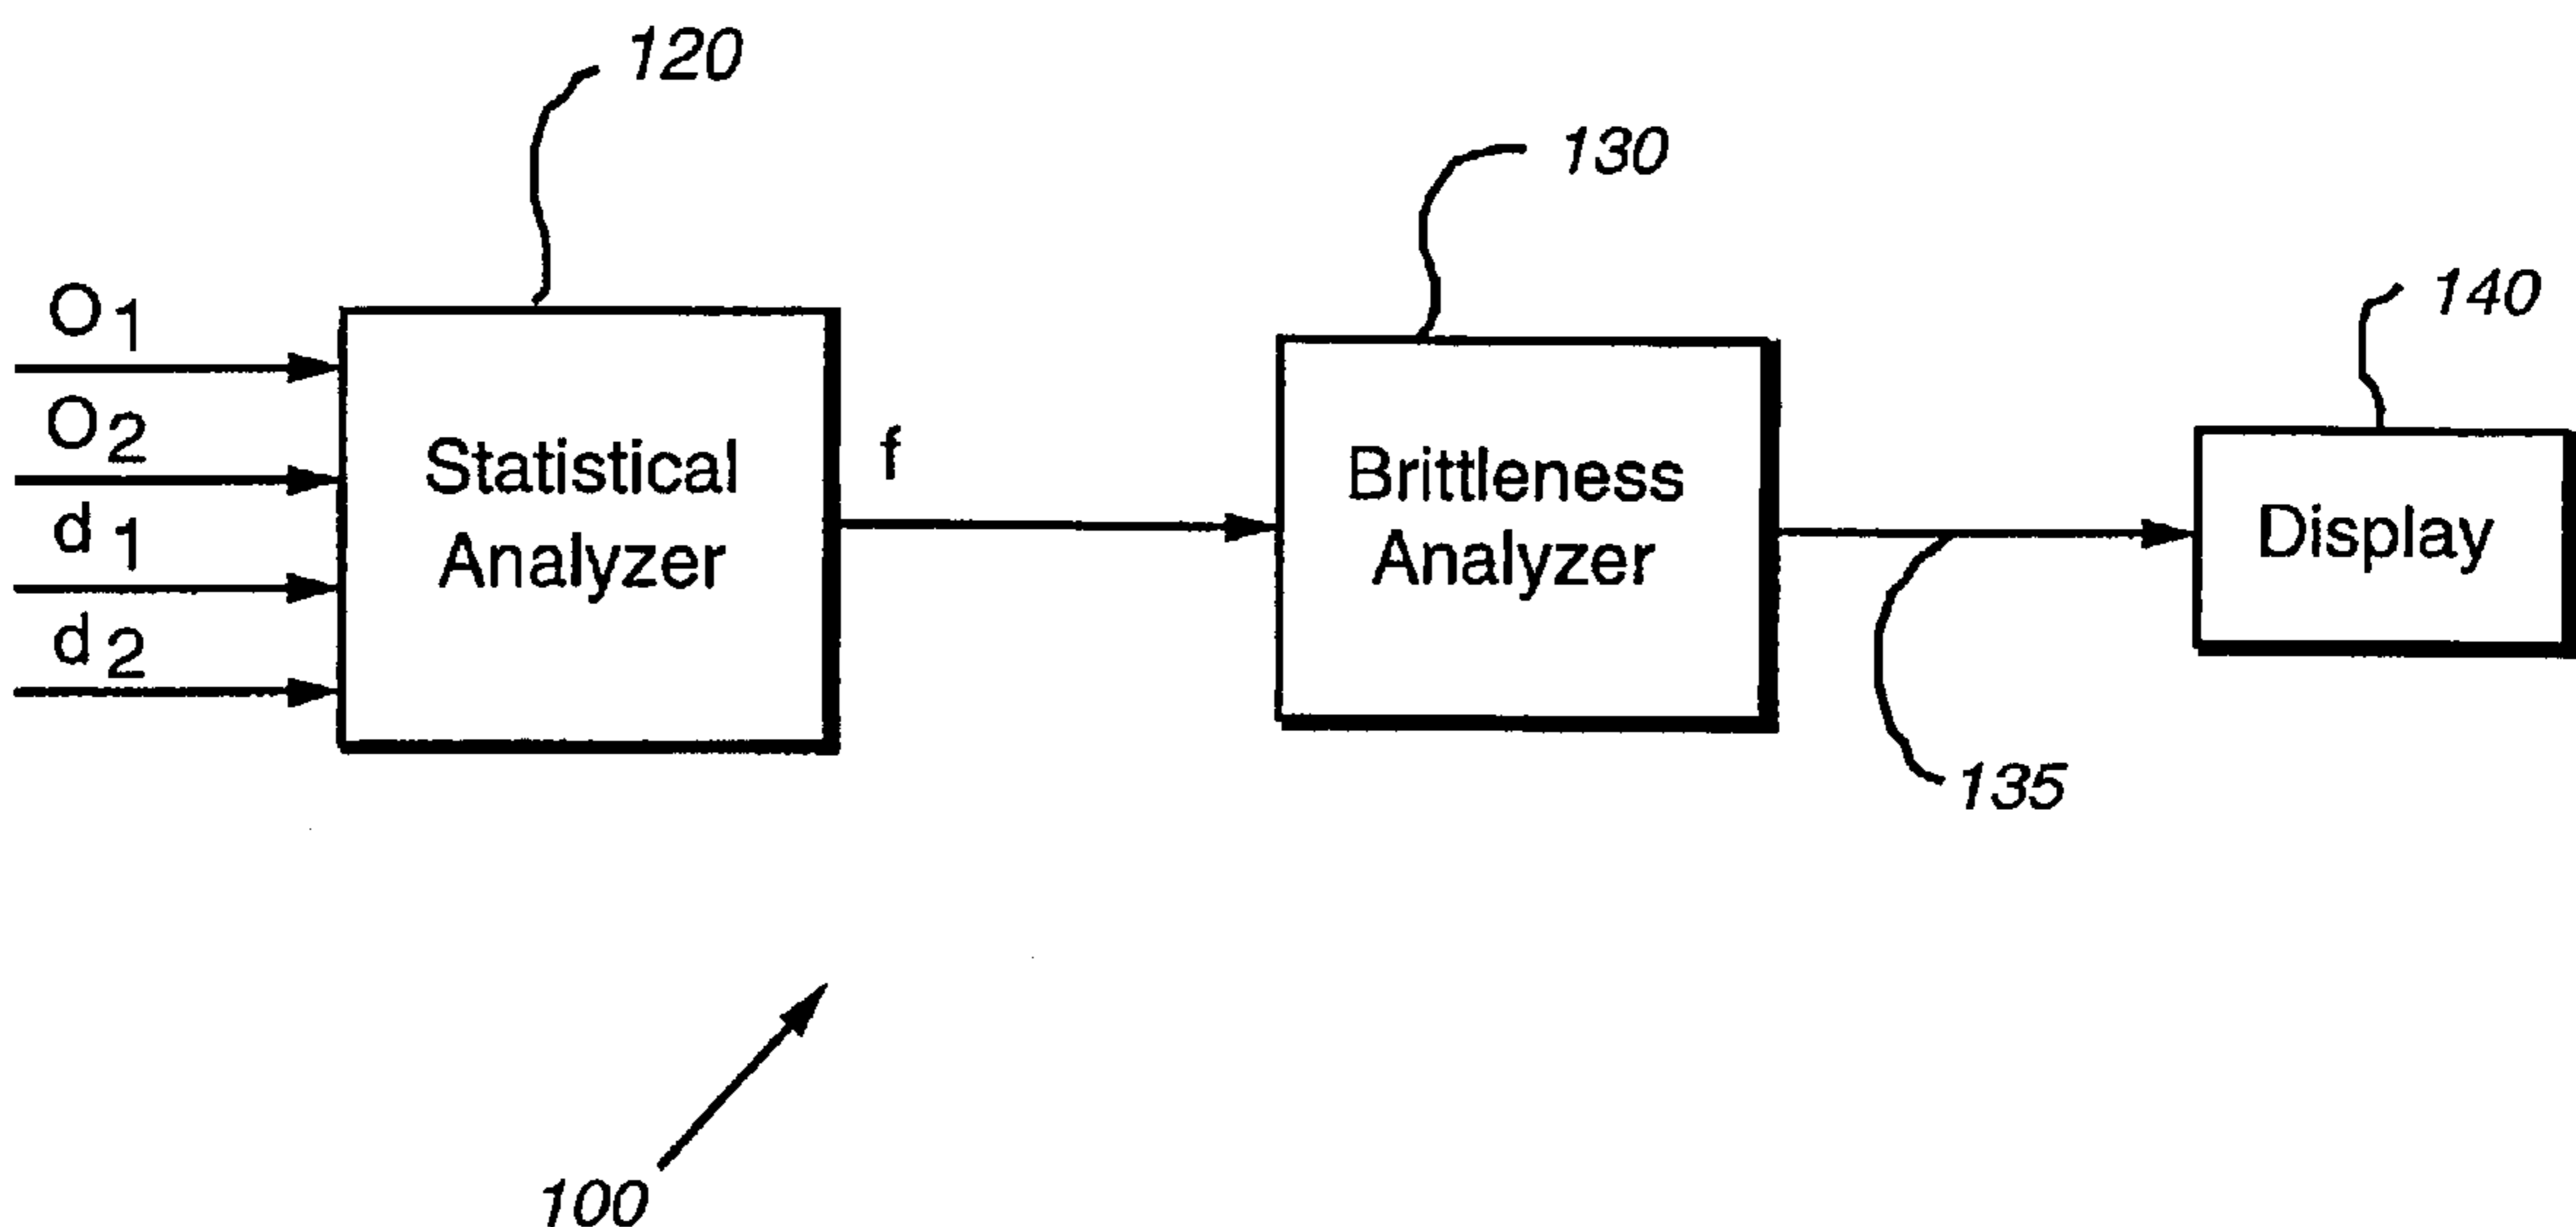 120
130
140
O1
O2
d1
d2
Statistical
Analyzer
f
Brittleness
Analyzer
Display
135
100